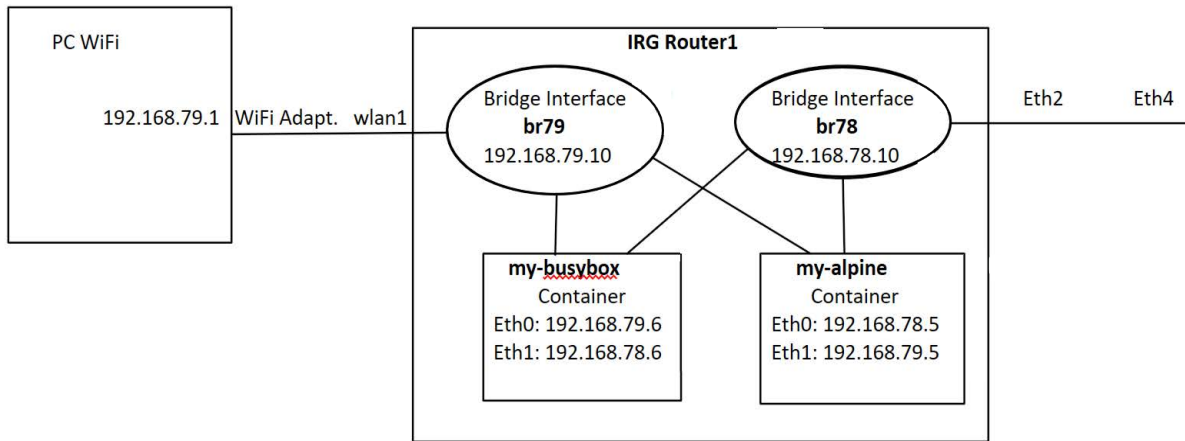 PC WiFi
192.168.79.1
WiFi Adapt.
wlan1
IRG Router1
Bridge Interface
br79
192.168.79.10
Bridge Interface
br78
192.168.78.10
Eth2
Eth4
my-busybox
Container
Eth0: 192.168.79.6
Eth1: 192.168.78.6
my-alpine
Container
Eth0: 192.168.78.5
Eth1: 192.168.79.5